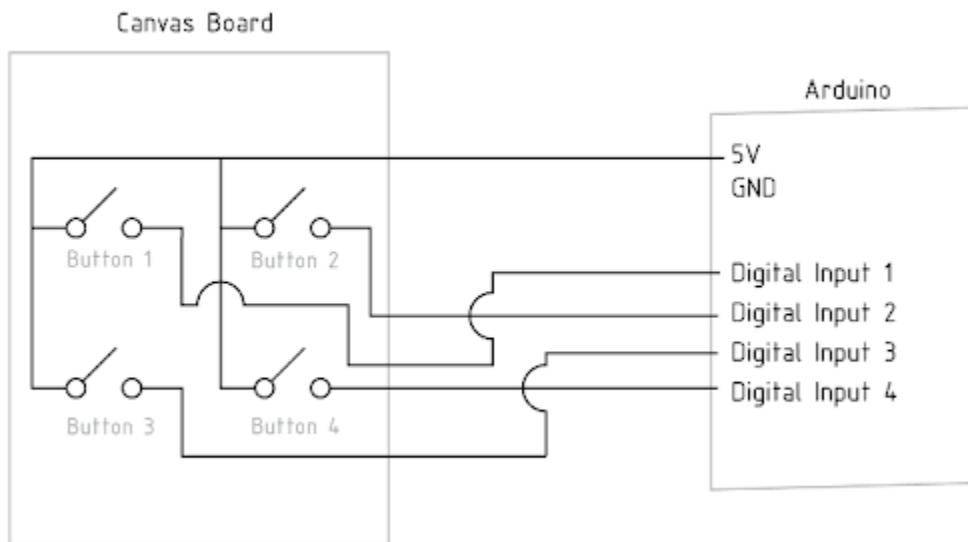 Canvas Board
Arduino
5V
GND
Button 1
Button 2
Digital Input 1
Digital Input 2
Digital Input 3
Digital Input 4
Button 3
Button 4